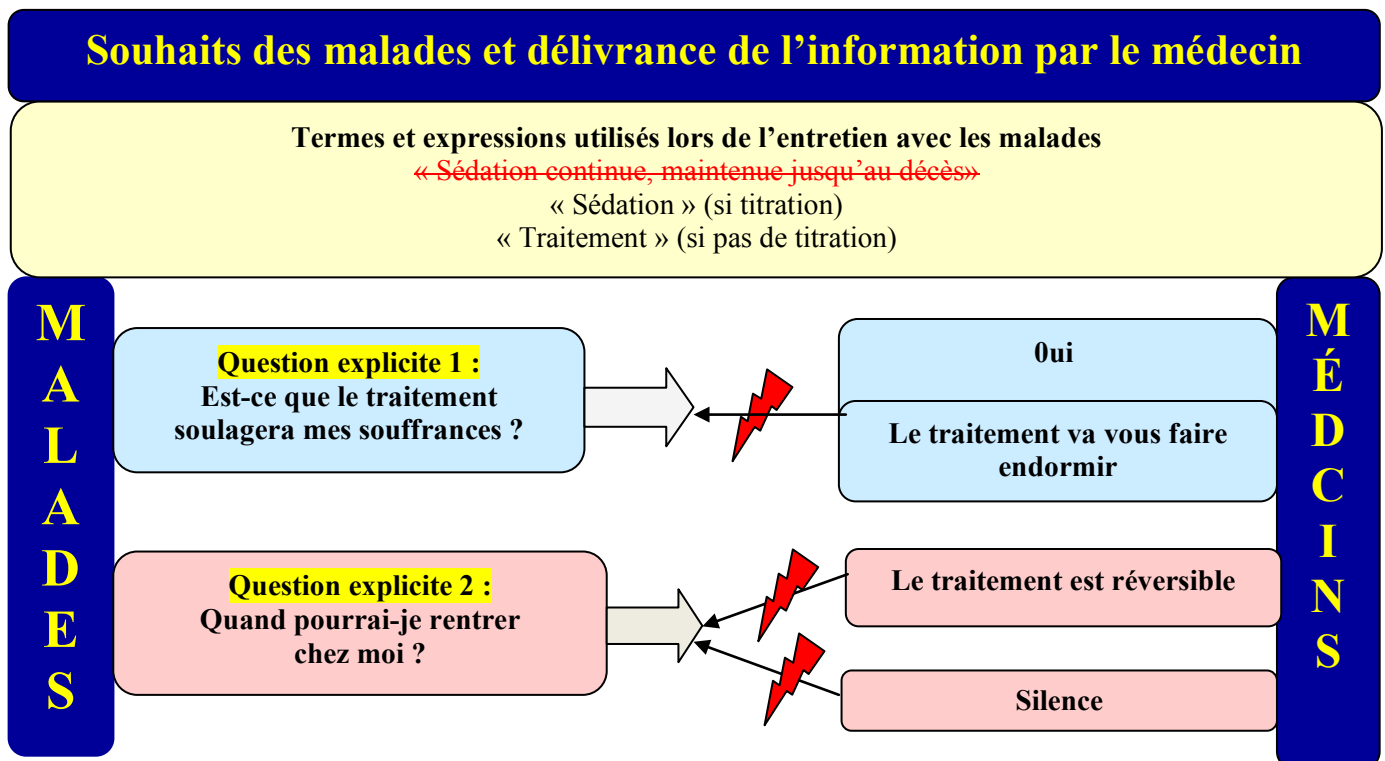 Souhaits des malades et délivrance de l’information par le médecin
Termes et expressions utilisés lors de l’entretien avec les malades
« Sédation continue, maintenue jusqu’au décès»
« Sédation » (si titration)
« Traitement » (si pas de titration)
MALADES
Question explicite 1 :
Est-ce que le traitement
soulagera mes souffrances ?
0ui
Le traitement va vous faire
endormir
Question explicite 2 :
Quand pourrai-je rentrer
chez moi ?
Le traitement est réversible
Silence
MÉDCINS